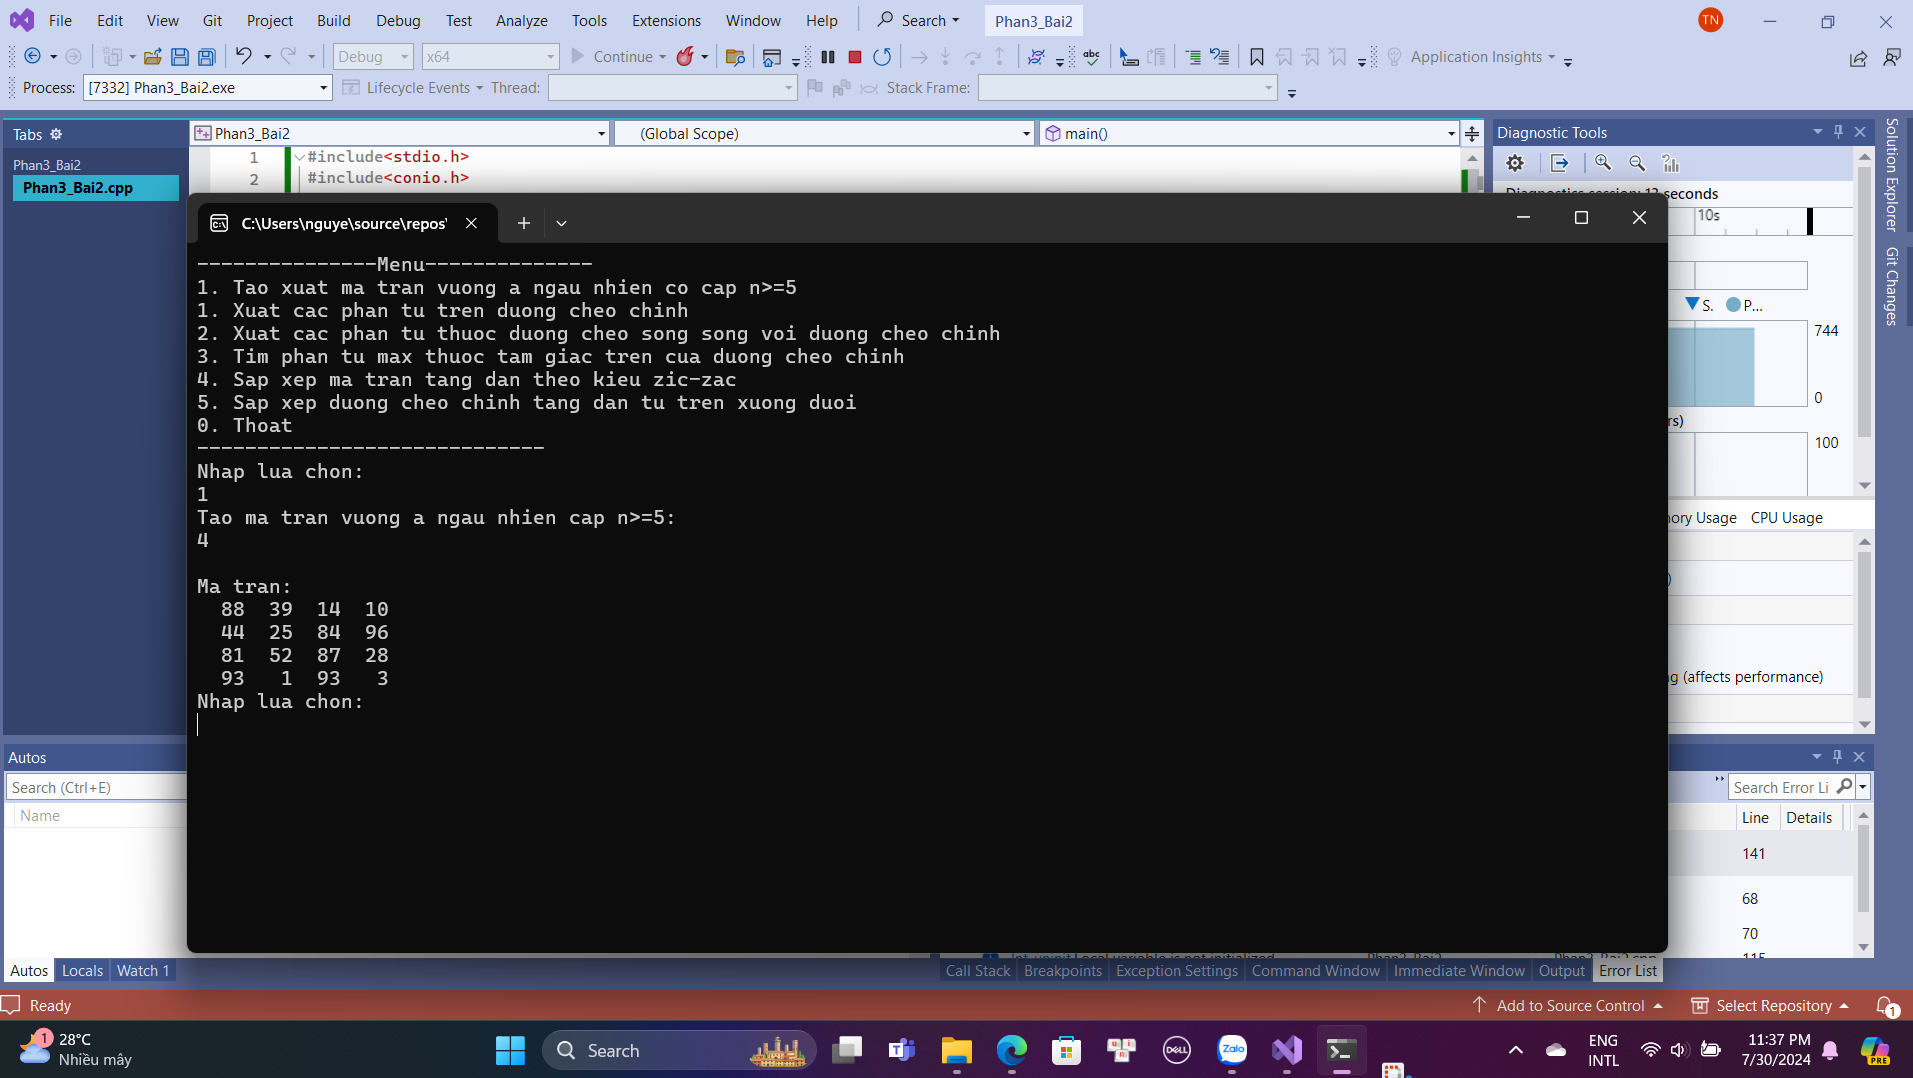 File Edit View Git Project Build Debug Test Analyze Tools Extensions Window Help Search Phan3_Bai2 TN
Debug x64 Continue Application Insights
Process: [7332] Phan3_Bai2.exe Lifecycle Events Thread: Stack Frame:
Tabs
Phan3_Bai2
Phan3_Bai2.cpp
Phan3_Bai2 (Global Scope) main()
1 #include<stdio.h>
2 #include<conio.h>
C:\Users\nguye\source\repos\
---------------Menu--------------
1. Tao xuat ma tran vuong a ngau nhien co cap n>=5
1. Xuat cac phan tu tren duong cheo chinh
2. Xuat cac phan tu thuoc duong cheo song song voi duong cheo chinh
3. Tim phan tu max thuoc tam giac tren cua duong cheo chinh
4. Sap xep ma tran tang dan theo kieu zic-zac
5. Sap xep duong cheo chinh tang dan tu tren xuong duoi
0. Thoat
-----------------------------
Nhap lua chon:
1
Tao ma tran vuong a ngau nhien cap n>=5:
4
Ma tran:
88 39 14 10
44 25 84 96
81 52 87 28
93 1 93 3
Nhap lua chon:
Diagnostic Tools
seconds
10s
S. P...
744
0
rs)
100
ory Usage CPU Usage
)
g (affects performance)
Solution Explorer
Git Changes
Autos
Search (Ctrl+E)
Name
Autos Locals Watch 1
Search Error Li
Line Details
141
68
70
Call Stack Breakpoints Exception Settings Command Window Immediate Window Output Error List
Ready Add to Source Control Select Repository 1
1 28°C
Nhiều mây
Search
DELL
Zalo
ENG
INTL
11:37 PM
7/30/2024
PRE